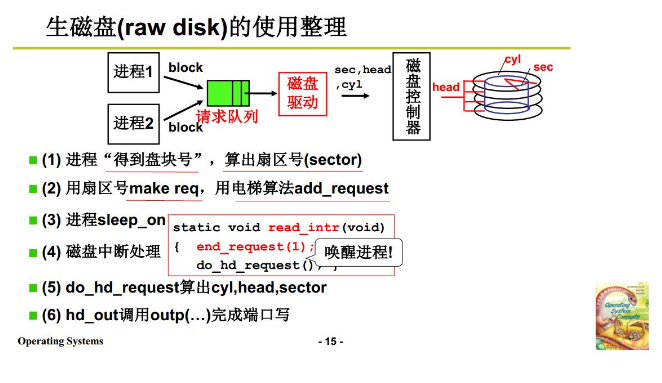 生磁盘(raw disk)的使用整理
进程1
block
进程2
block
请求队列
磁盘
驱动
sec,head
,cyl
磁盘控制器
head
cyl
sec
(1) 进程“得到盘块号”，算出扇区号(sector)
(2) 用扇区号make req，用电梯算法add_request
(3) 进程sleep_on
(4) 磁盘中断处理
static void read_intr(void)
{ end_request(1);
do_hd_request();
唤醒进程!
(5) do_hd_request算出cyl,head,sector
(6) hd_out调用outp(…)完成端口写
Operating Systems
- 15 -
Operating
System
Concepts